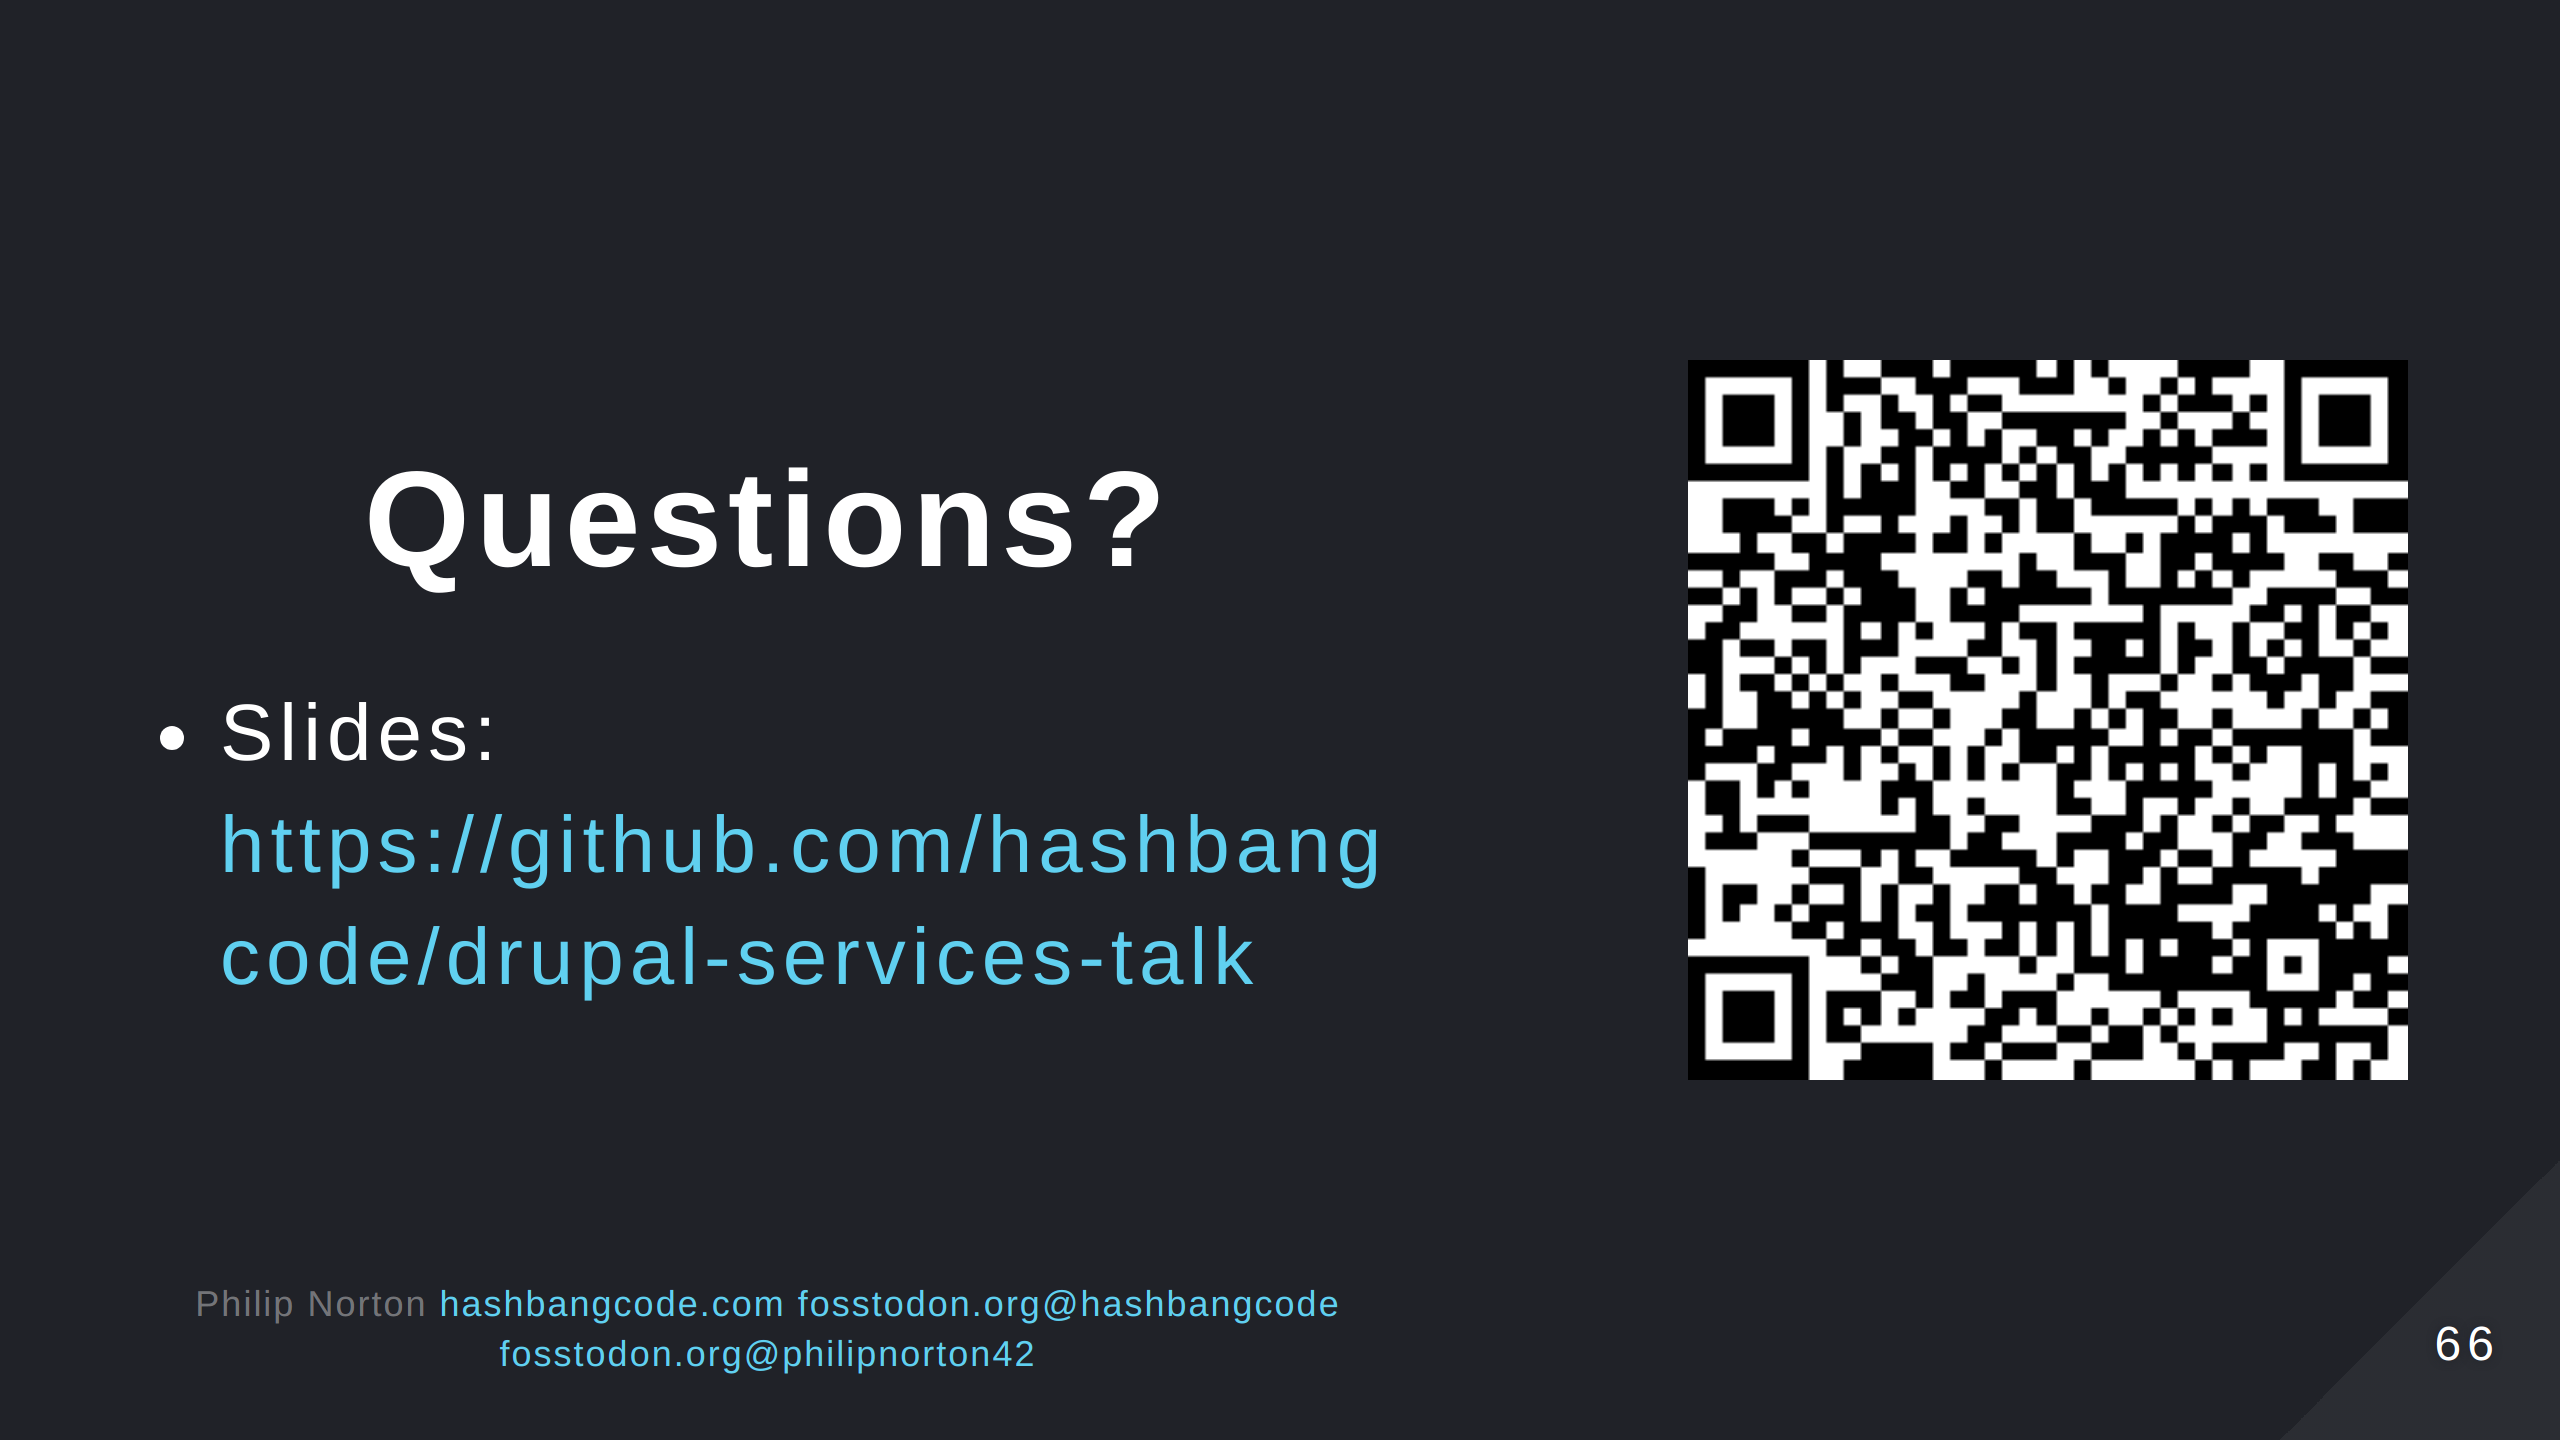 Questions?
• Slides:
https://github.com/hashbang
code/drupal-services-talk
Philip Norton hashbangcode.com fosstodon.org@hashbangcode
fosstodon.org@philipnorton42
66